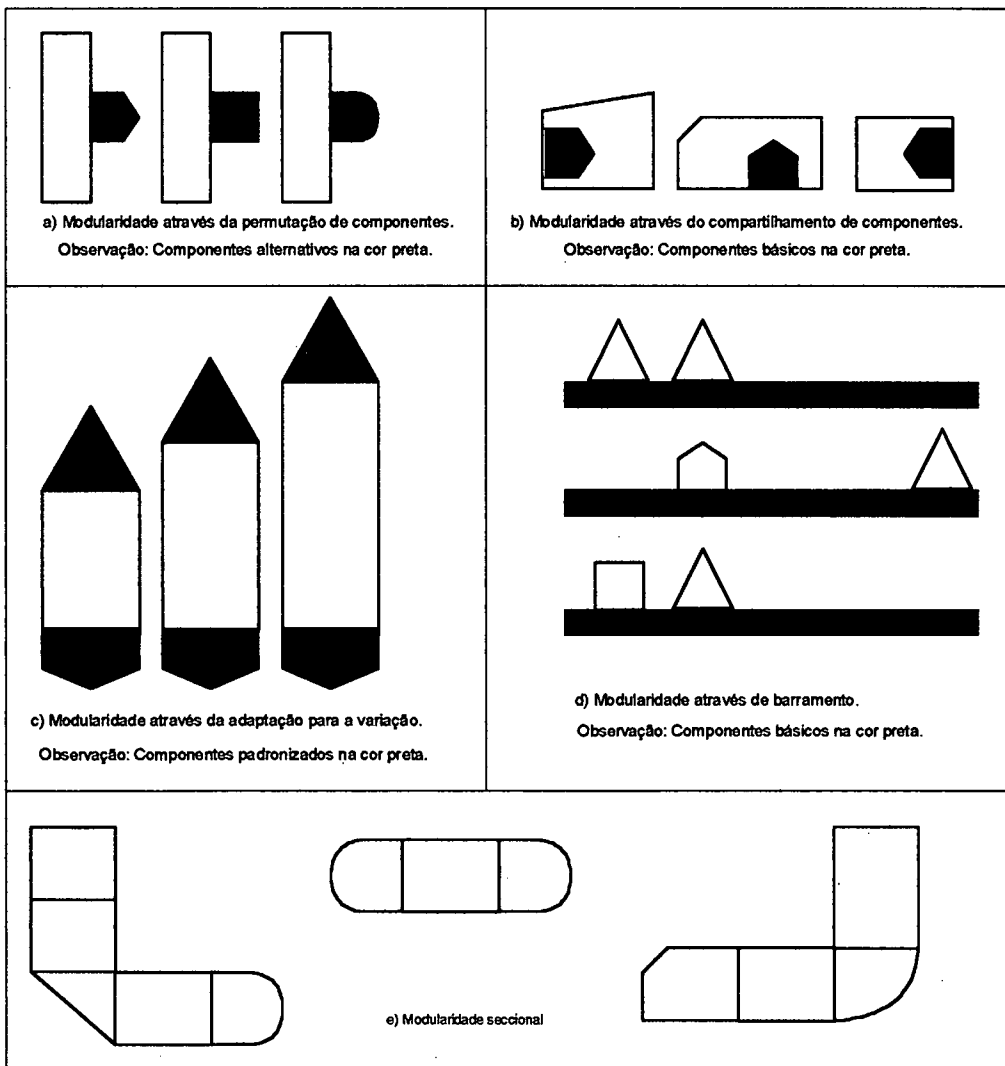 a) Modularidade através da permutação de componentes.
Observação: Componentes alternativos na cor preta.
b) Modularidade através do compartilhamento de componentes.
Observação: Componentes básicos na cor preta.
c) Modularidade através da adaptação para a variação.
Observação: Componentes padronizados na cor preta.
d) Modularidade através de barramento.
Observação: Componentes básicos na cor preta.
e) Modularidade seccional